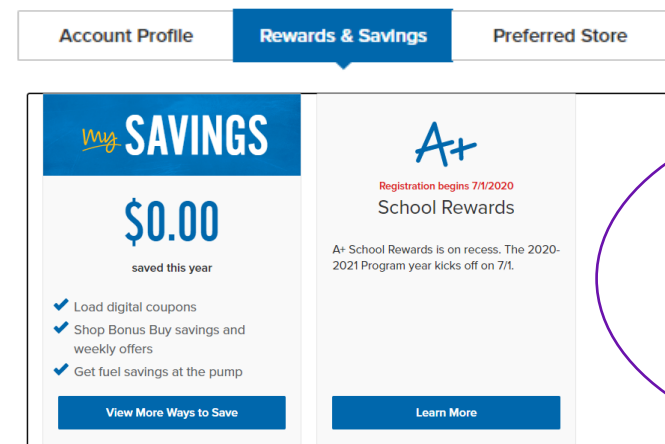 Account Profile
Rewards & Savings
Preferred Store
my SAVINGS
$0.00
saved this year
Load digital coupons
Shop Bonus Buy savings and
weekly offers
Get fuel savings at the pump
View More Ways to Save
A+
Registration begins 7/1/2020
School Rewards
A+ School Rewards is on recess. The 2020-
2021 Program year kicks off on 7/1.
Learn More